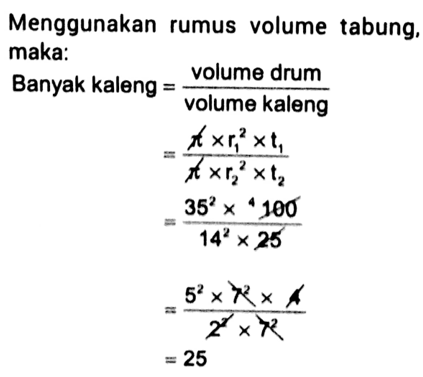 Menggunakan rumus volume tabung,
maka:
Banyak kaleng = volume drum / volume kaleng
= π × r₁² × t₁ / π × r₂² × t₂
= 35² × ⁴ 100 / 14² × 25
= 5² × 7² × 4 / 2² × 7²
= 25